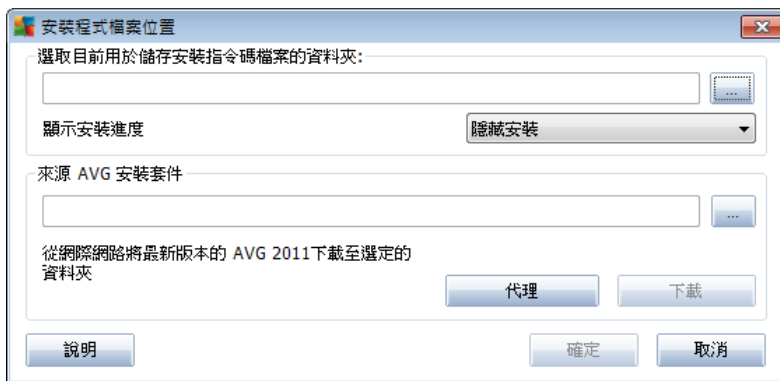 安裝程式檔案位置
選取目前用於儲存安裝指令碼檔案的資料夾:
...
顯示安裝進度
隱藏安裝
來源 AVG 安裝套件
...
從網際網路將最新版本的 AVG 2011下載至選定的
資料夾
代理
下載
說明
確定
取消